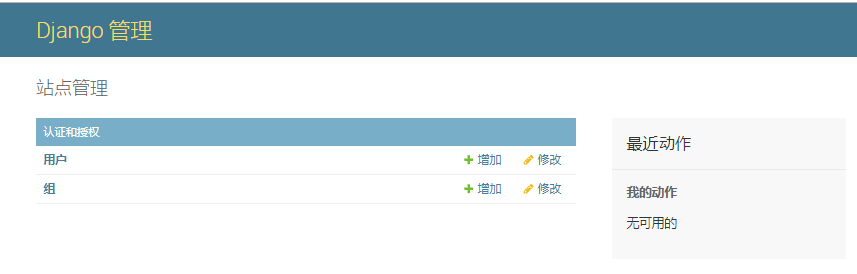 Django 管理
站点管理
认证和授权
用户 增加 修改
组 增加 修改
最近动作
我的动作
无可用的